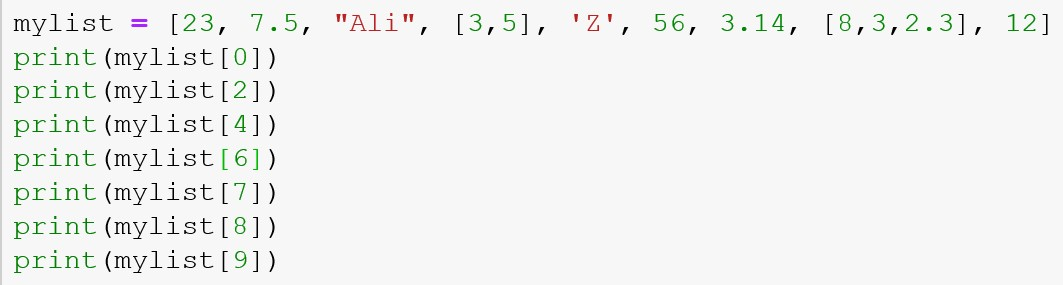 mylist = [23, 7.5, "Ali", [3,5], 'Z', 56, 3.14, [8,3,2.3], 12]
print(mylist[0])
print(mylist[2])
print(mylist[4])
print(mylist[6])
print(mylist[7])
print(mylist[8])
print(mylist[9])